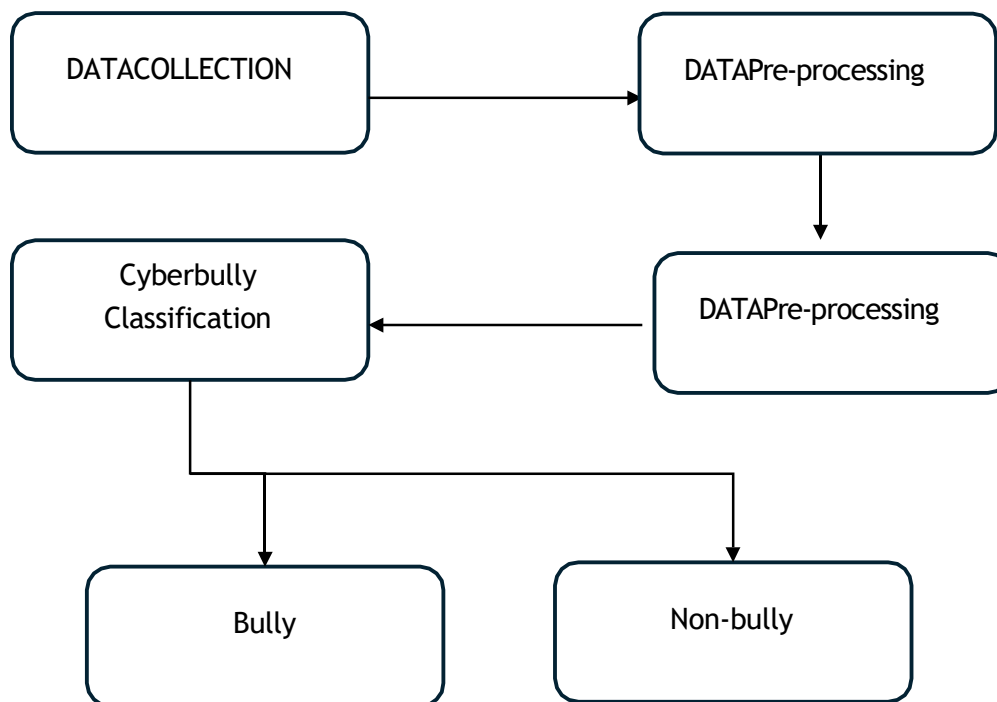 DATACOLLECTION
DATAPre-processing
DATAPre-processing
Cyberbully
Classification
Bully
Non-bully